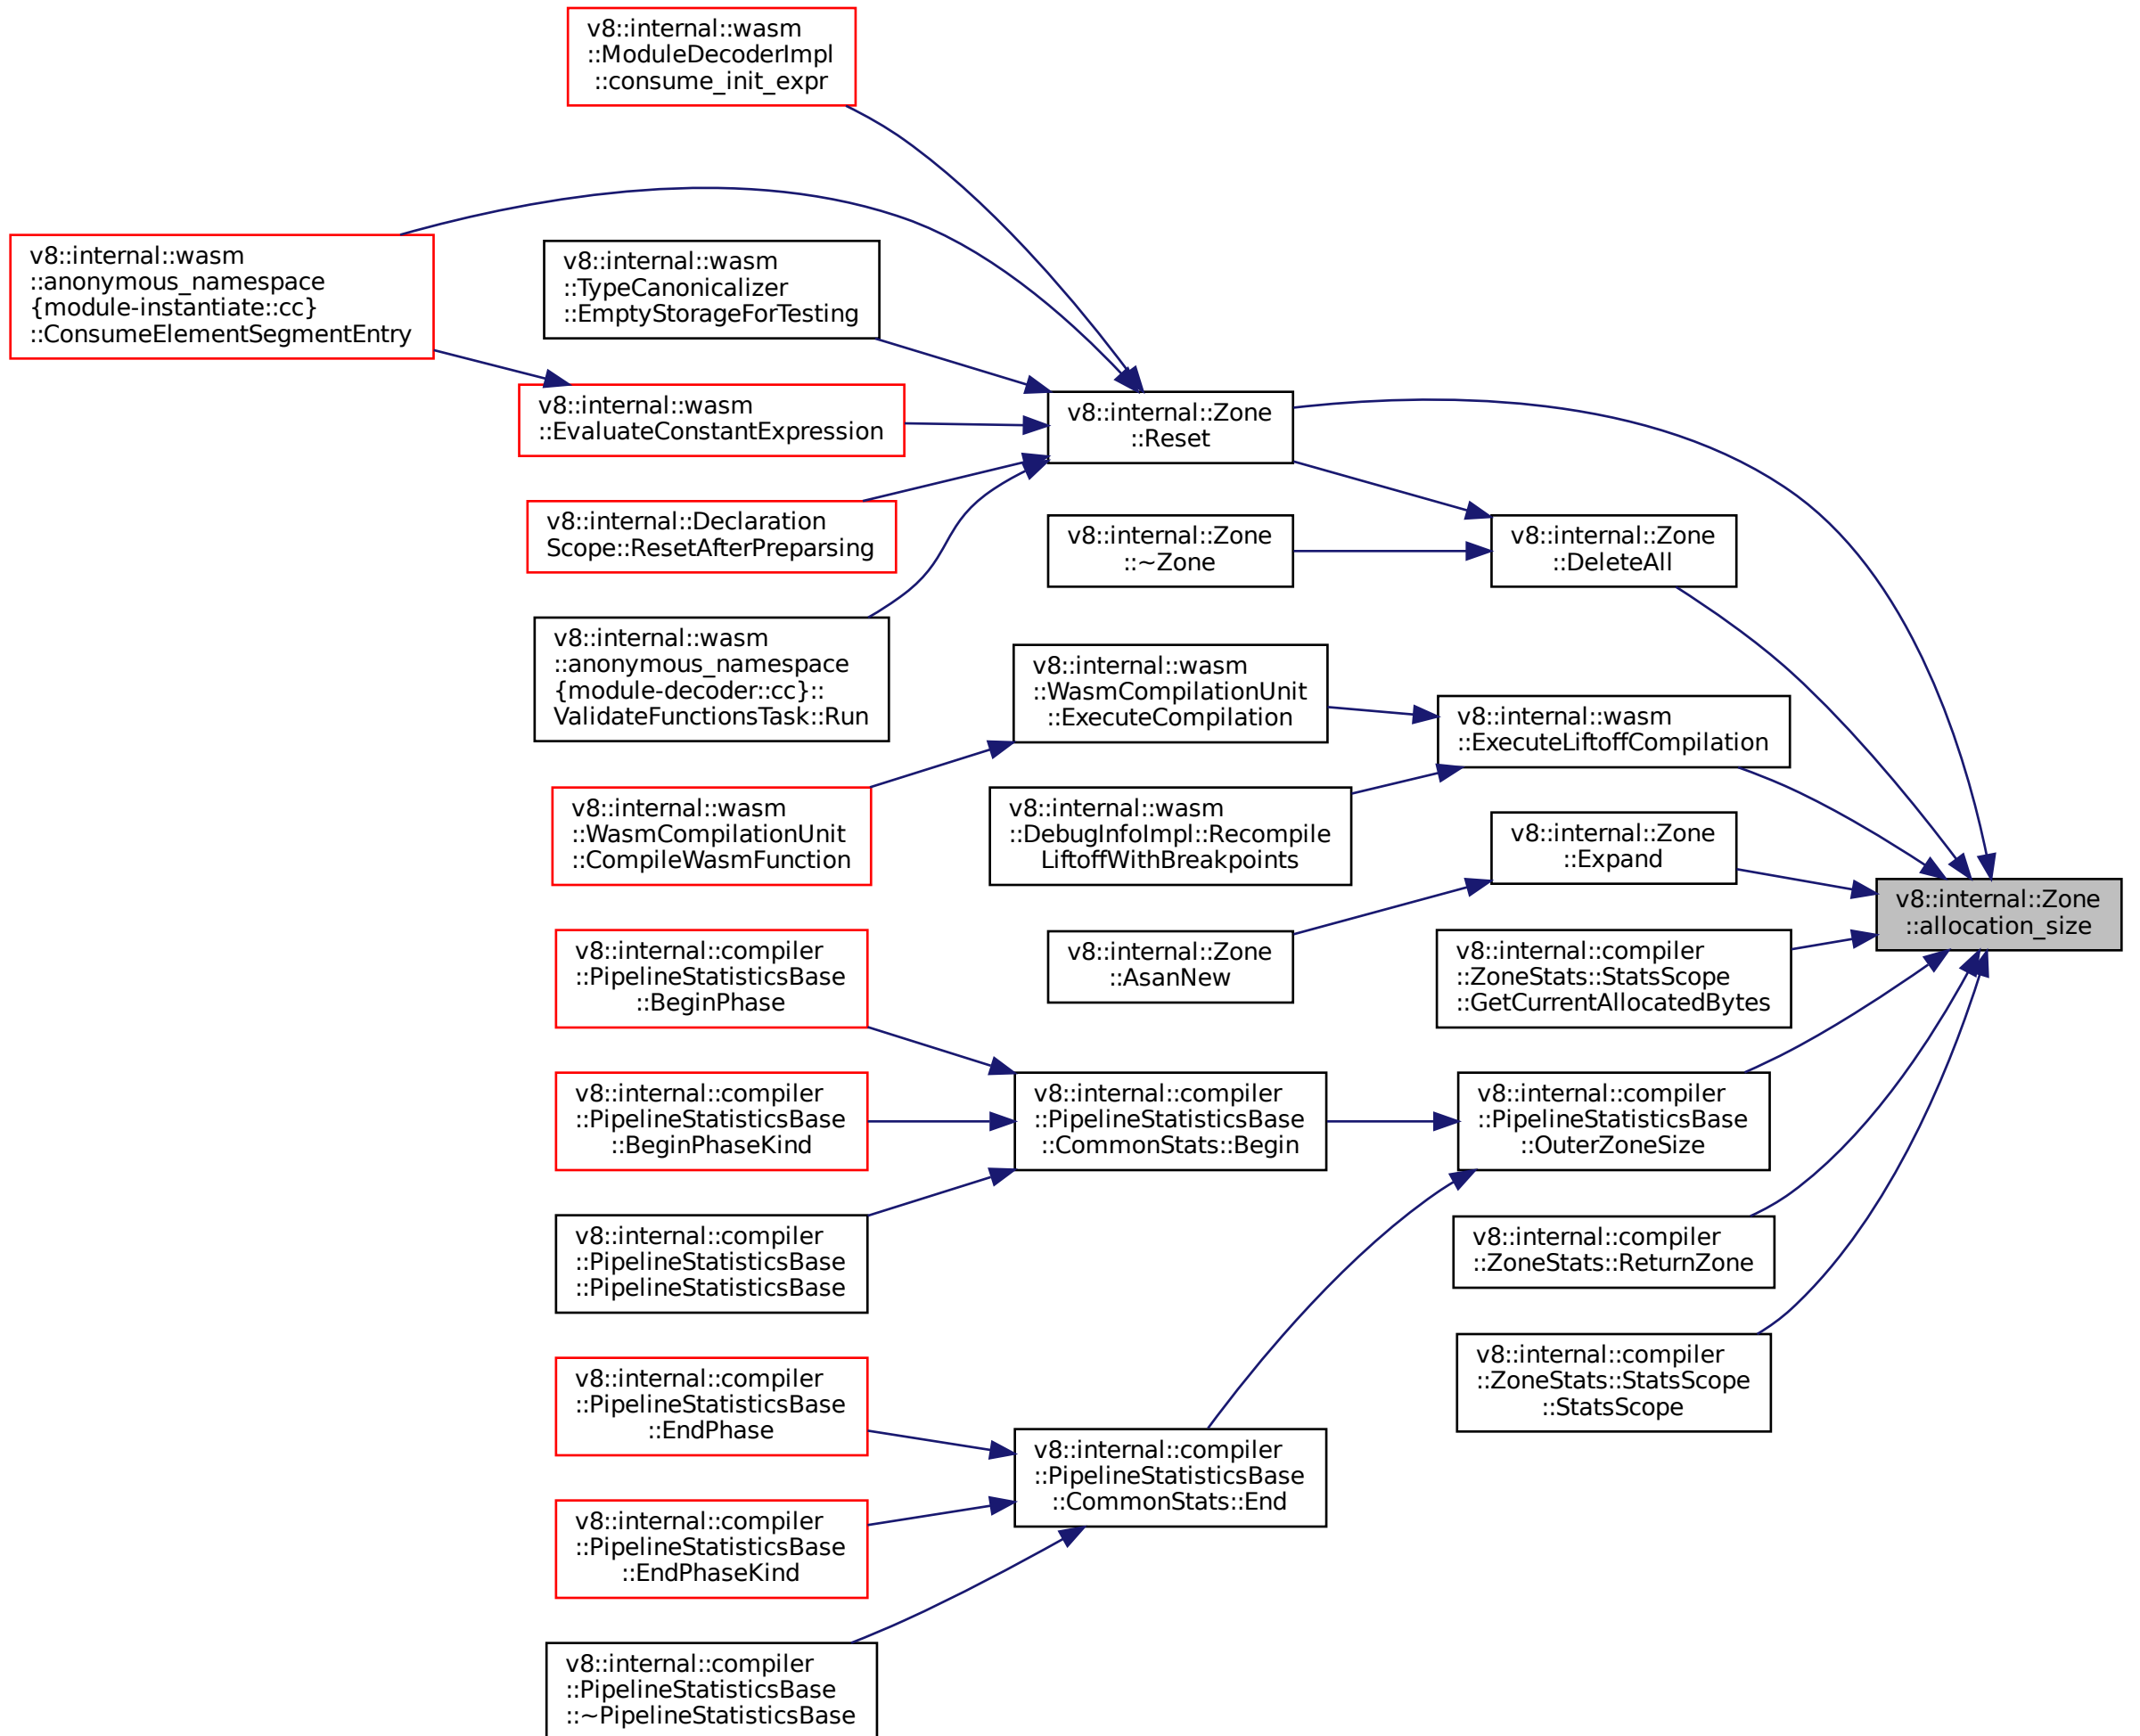 v8::internal::wasm
::ModuleDecoderImpl
::consume_init_expr
v8::internal::wasm
::anonymous_namespace
{module-instantiate::cc}
::ConsumeElementSegmentEntry
v8::internal::wasm
::TypeCanonicalizer
::EmptyStorageForTesting
v8::internal::wasm
::EvaluateConstantExpression
v8::internal::Declaration
Scope::ResetAfterPreparsing
v8::internal::wasm
::anonymous_namespace
{module-decoder::cc}::
ValidateFunctionsTask::Run
v8::internal::wasm
::WasmCompilationUnit
::CompileWasmFunction
v8::internal::compiler
::PipelineStatisticsBase
::BeginPhase
v8::internal::compiler
::PipelineStatisticsBase
::BeginPhaseKind
v8::internal::compiler
::PipelineStatisticsBase
::PipelineStatisticsBase
v8::internal::compiler
::PipelineStatisticsBase
::EndPhase
v8::internal::compiler
::PipelineStatisticsBase
::EndPhaseKind
v8::internal::compiler
::PipelineStatisticsBase
::~PipelineStatisticsBase
v8::internal::Zone
::Reset
v8::internal::Zone
::~Zone
v8::internal::wasm
::WasmCompilationUnit
::ExecuteCompilation
v8::internal::wasm
::DebugInfoImpl::Recompile
LiftoffWithBreakpoints
v8::internal::Zone
::AsanNew
v8::internal::compiler
::PipelineStatisticsBase
::CommonStats::Begin
v8::internal::compiler
::PipelineStatisticsBase
::CommonStats::End
v8::internal::Zone
::DeleteAll
v8::internal::wasm
::ExecuteLiftoffCompilation
v8::internal::Zone
::Expand
v8::internal::compiler
::ZoneStats::StatsScope
::GetCurrentAllocatedBytes
v8::internal::compiler
::PipelineStatisticsBase
::OuterZoneSize
v8::internal::compiler
::ZoneStats::ReturnZone
v8::internal::compiler
::ZoneStats::StatsScope
::StatsScope
v8::internal::Zone
::allocation_size